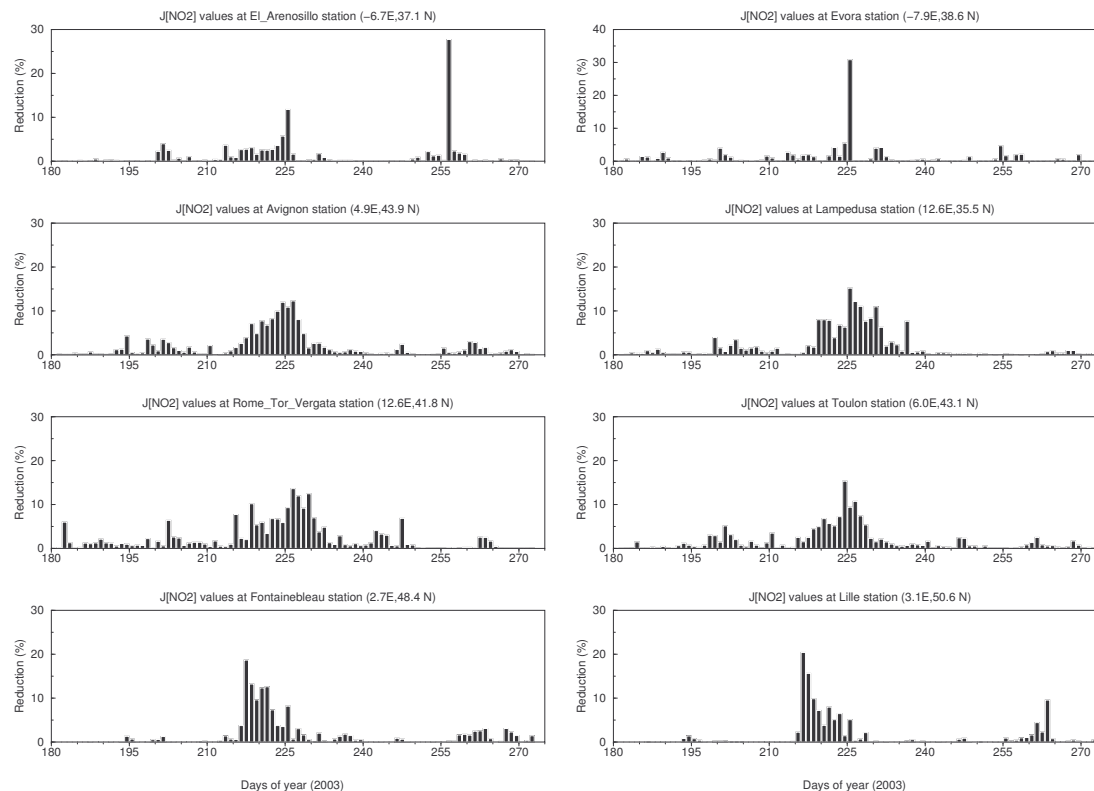 J[NO2] values at El_Arenosillo station (−6.7E,37.1 N)
30
20
10
0
Reduction (%)
180 195 210 225 240 255 270
J[NO2] values at Evora station (−7.9E,38.6 N)
40
30
20
10
0
Reduction (%)
180 195 210 225 240 255 270
J[NO2] values at Avignon station (4.9E,43.9 N)
30
20
10
0
Reduction (%)
180 195 210 225 240 255 270
J[NO2] values at Lampedusa station (12.6E,35.5 N)
30
20
10
0
Reduction (%)
180 195 210 225 240 255 270
J[NO2] values at Rome_Tor_Vergata station (12.6E,41.8 N)
30
20
10
0
Reduction (%)
180 195 210 225 240 255 270
J[NO2] values at Toulon station (6.0E,43.1 N)
30
20
10
0
Reduction (%)
180 195 210 225 240 255 270
J[NO2] values at Fontainebleau station (2.7E,48.4 N)
30
20
10
0
Reduction (%)
180 195 210 225 240 255 270
Days of year (2003)
J[NO2] values at Lille station (3.1E,50.6 N)
30
20
10
0
Reduction (%)
180 195 210 225 240 255 270
Days of year (2003)